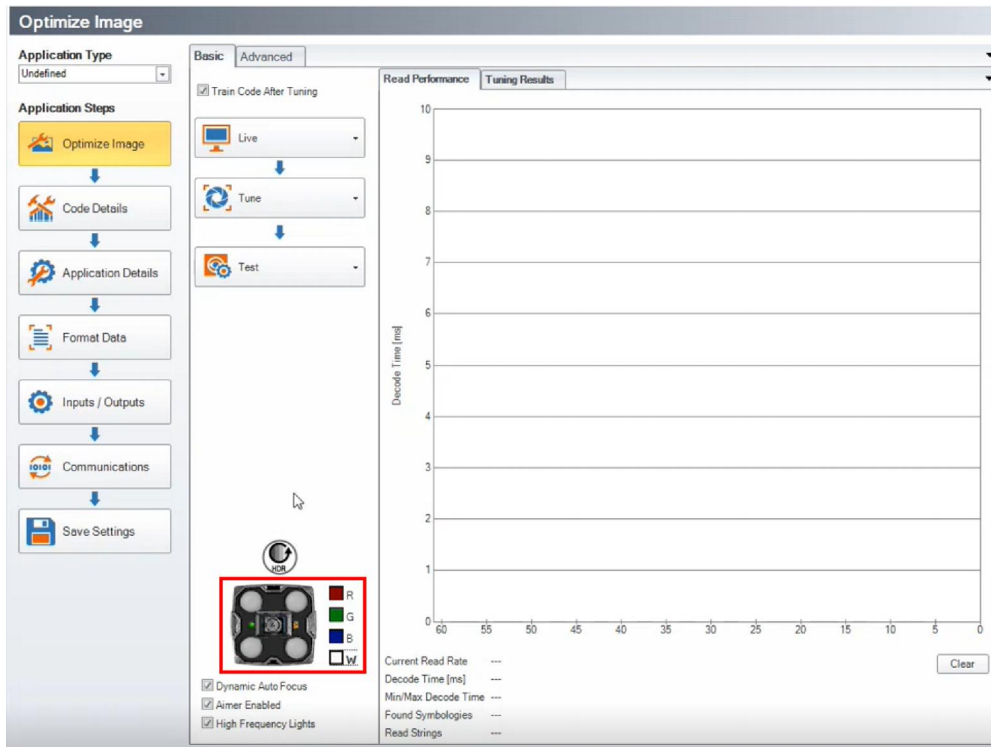 Optimize Image
Application Type
Undefined
Application Steps
Optimize Image
Code Details
Application Details
Format Data
Inputs / Outputs
Communications
Save Settings
Basic
Advanced
Train Code After Tuning
Live
Tune
Test
HDR
R
G
B
W
Dynamic Auto Focus
Aimer Enabled
High Frequency Lights
Read Performance
Tuning Results
Decode Time [ms]
10
9
8
7
6
5
4
3
2
1
0
60 55 50 45 40 35 30 25 20 15 10 5 0
Current Read Rate ---
Clear
Decode Time [ms] ---
Min/Max Decode Time ---
Found Symbologies ---
Read Strings ---